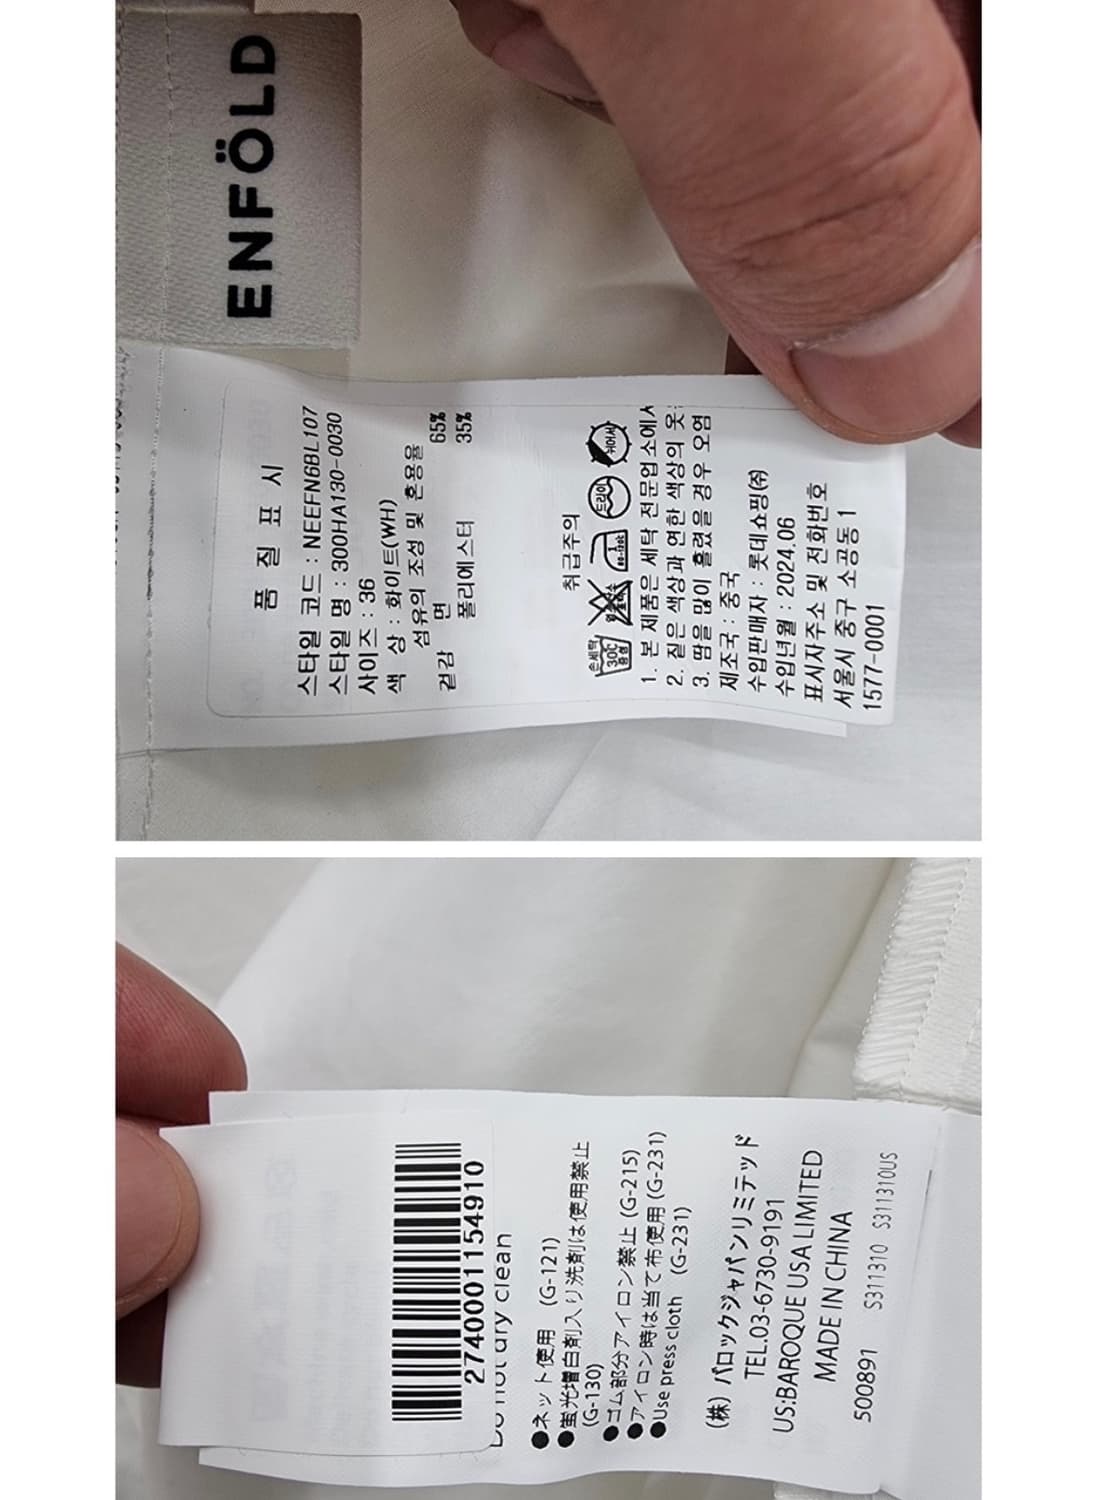 ENFÖLD
품 질 표 시
스타일 코드 : NEEFN6BL107
스타일 명 : 300HA130-0030
사이즈 : 36
색 상 : 화이트(WH)
섬유의 조성 및 혼용율
겉감 면 65%
폴리에스터 35%
취급주의
손세탁
30℃
중성
드라이
1. 본 제품은 세탁 전문업소에서
2. 짙은 색상과 연한 색상의 옷
3. 땀을 많이 흘렸을 경우 오염
제조국 : 중국
수입판매자 : 롯데쇼핑(주)
수입년월 : 2024.06
표시자주소 및 전화번호
서울시 중구 소공동 1
1577-0001
2740001154910
Do not dry clean
●ネット使用 (G-121)
●蛍光増白剤入り洗剤は使用禁止
(G-130)
●ゴム部分アイロン禁止 (G-215)
●アイロン時は当て布使用 (G-231)
●Use press cloth (G-231)
(株) バロックジャパンリミテッド
TEL.03-6730-9191
US:BAROQUE USA LIMITED
MADE IN CHINA
500891 S311310 S311310US